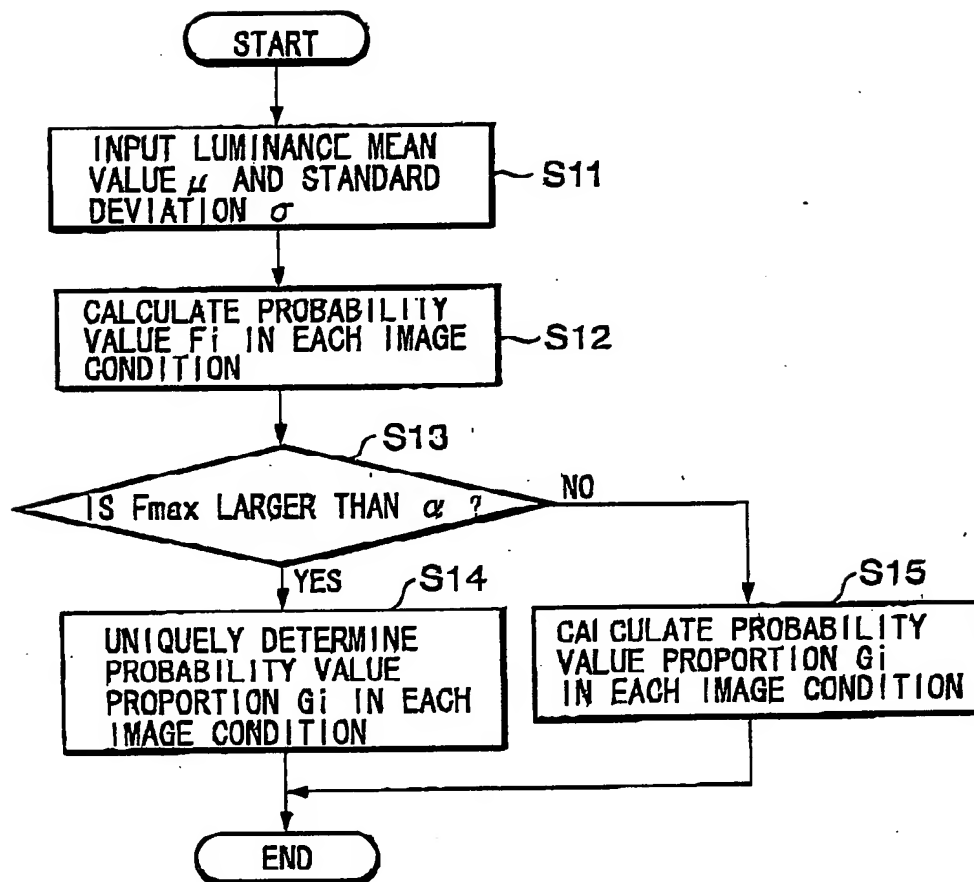 START
INPUT LUMINANCE MEAN
VALUE μ AND STANDARD
DEVIATION σ
S11
CALCULATE PROBABILITY
VALUE Fi IN EACH IMAGE
CONDITION
S12
S13
IS Fmax LARGER THAN α ?
NO
YES
S14
UNIQUELY DETERMINE
PROBABILITY VALUE
PROPORTION Gi IN EACH
IMAGE CONDITION
S15
CALCULATE PROBABILITY
VALUE PROPORTION Gi
IN EACH IMAGE CONDITION
END